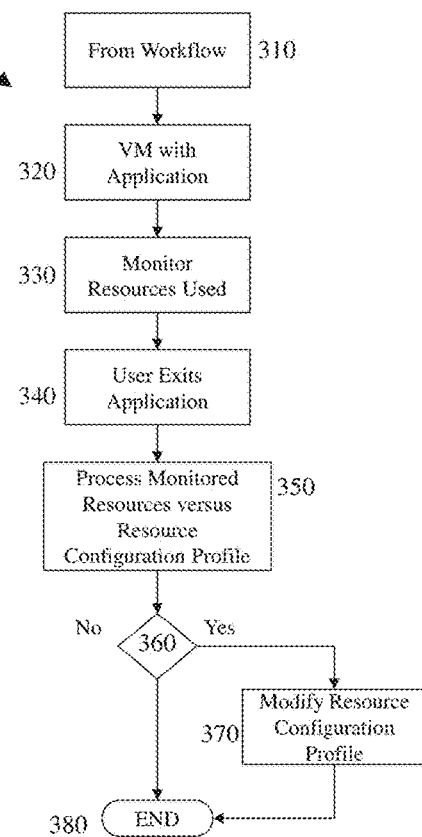 From Workflow
310
VM with
Application
320
Monitor
Resources Used
330
User Exits
Application
340
Process Monitored
Resources versus
Resource
Configuration Profile
350
No
360
Yes
Modify Resource
Configuration
Profile
370
END
380